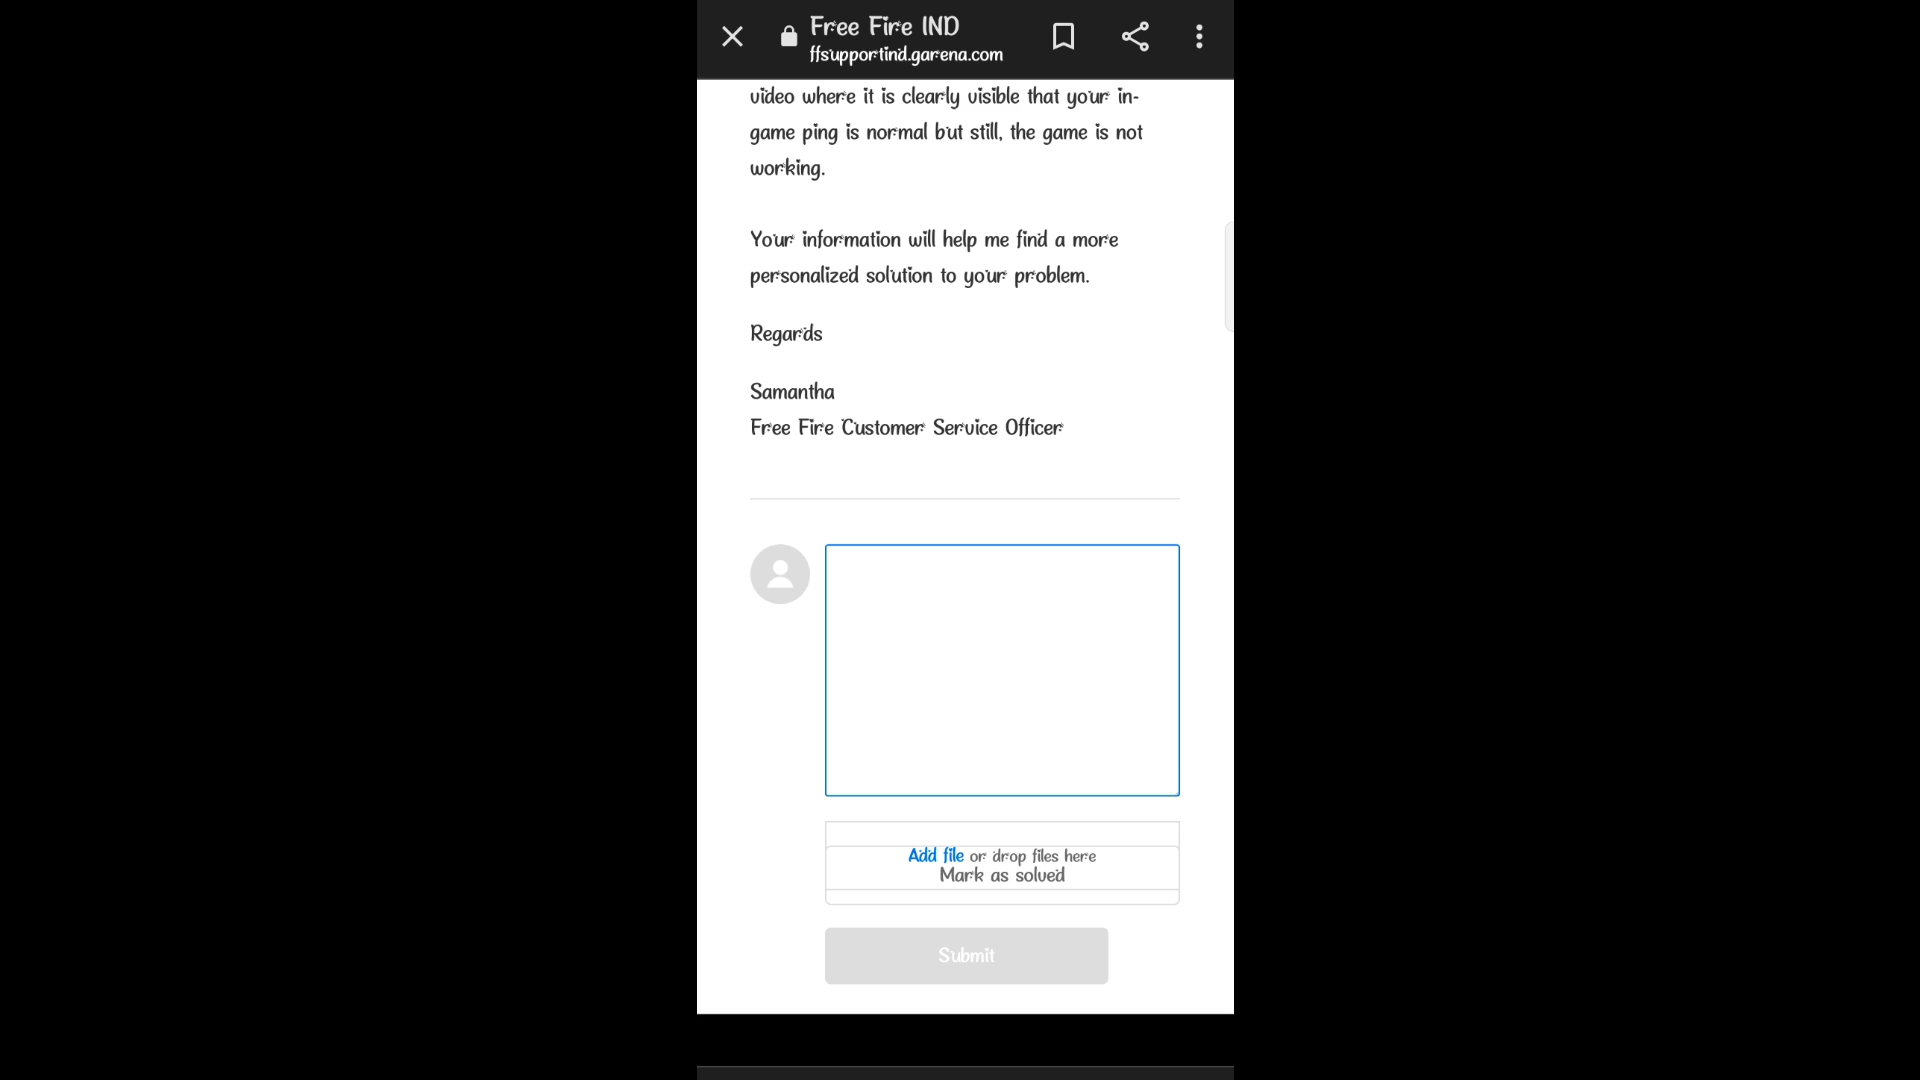 Free Fire IND
ffsupportind.garena.com
video where it is clearly visible that your in-
game ping is normal but still, the game is not
working.
Your information will help me find a more
personalized solution to your problem.
Regards
Samantha
Free Fire Customer Service Officer
Add file or drop files here
Mark as solved
Submit